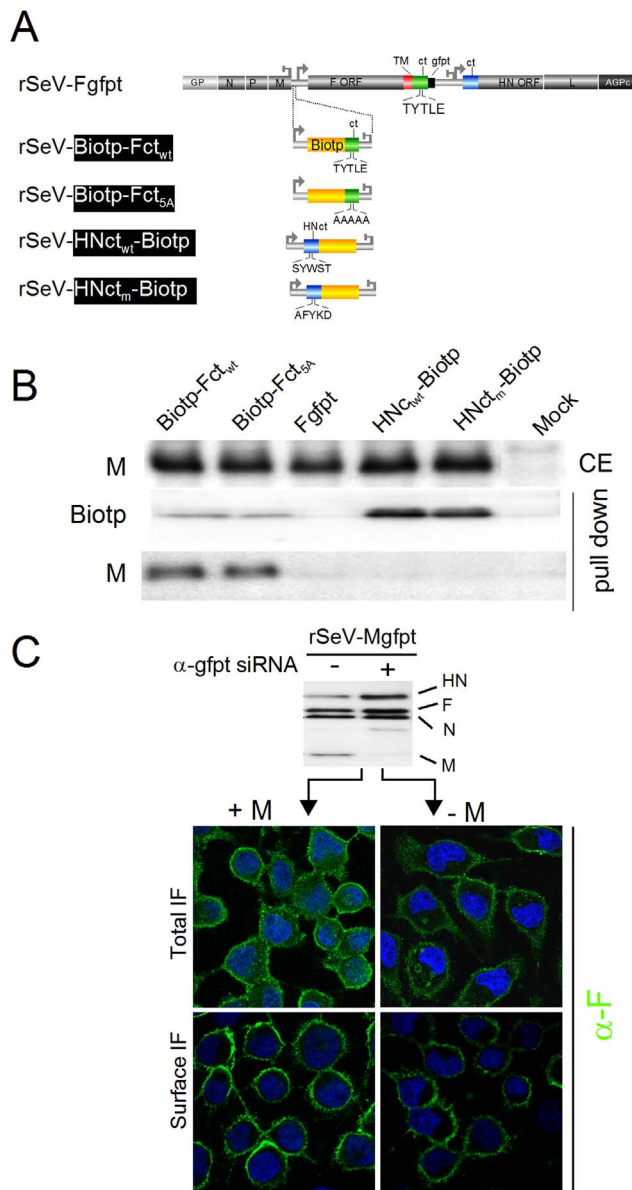 A
TM ct gfpt ct
rSeV-Fgfpt GP N P M F ORF HN ORF L AGPc
TYTLE
ct
rSeV-Biotp-Fctwt Biotp
TYTLE
rSeV-Biotp-Fct5A
AAAAA
HNct
rSeV-HNctwt-Biotp
SYWST
rSeV-HNctm-Biotp
AFYKD
B
Biotp-Fctwt Biotp-Fct5A Fgfpt HNctwt-Biotp HNctm-Biotp Mock
M CE
Biotp pull down
M
C
rSeV-Mgfpt
α-gfpt siRNA - +
HN
F
N
M
+ M - M
Total IF
α-F
Surface IF